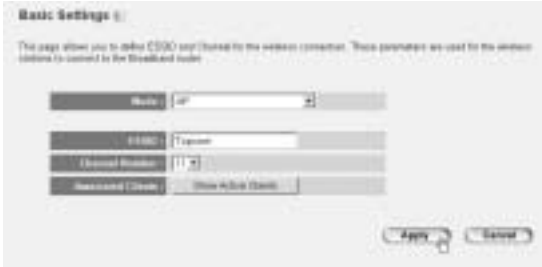 Basic Settings
This page allows you to define ESSID and Channel for the wireless connection. These parameters are used for the wireless
stations to connect to the Broadband router.
Mode : AP
ESSID :
Channel Number 11
Associated Clients Show Active Clients
Apply Cancel